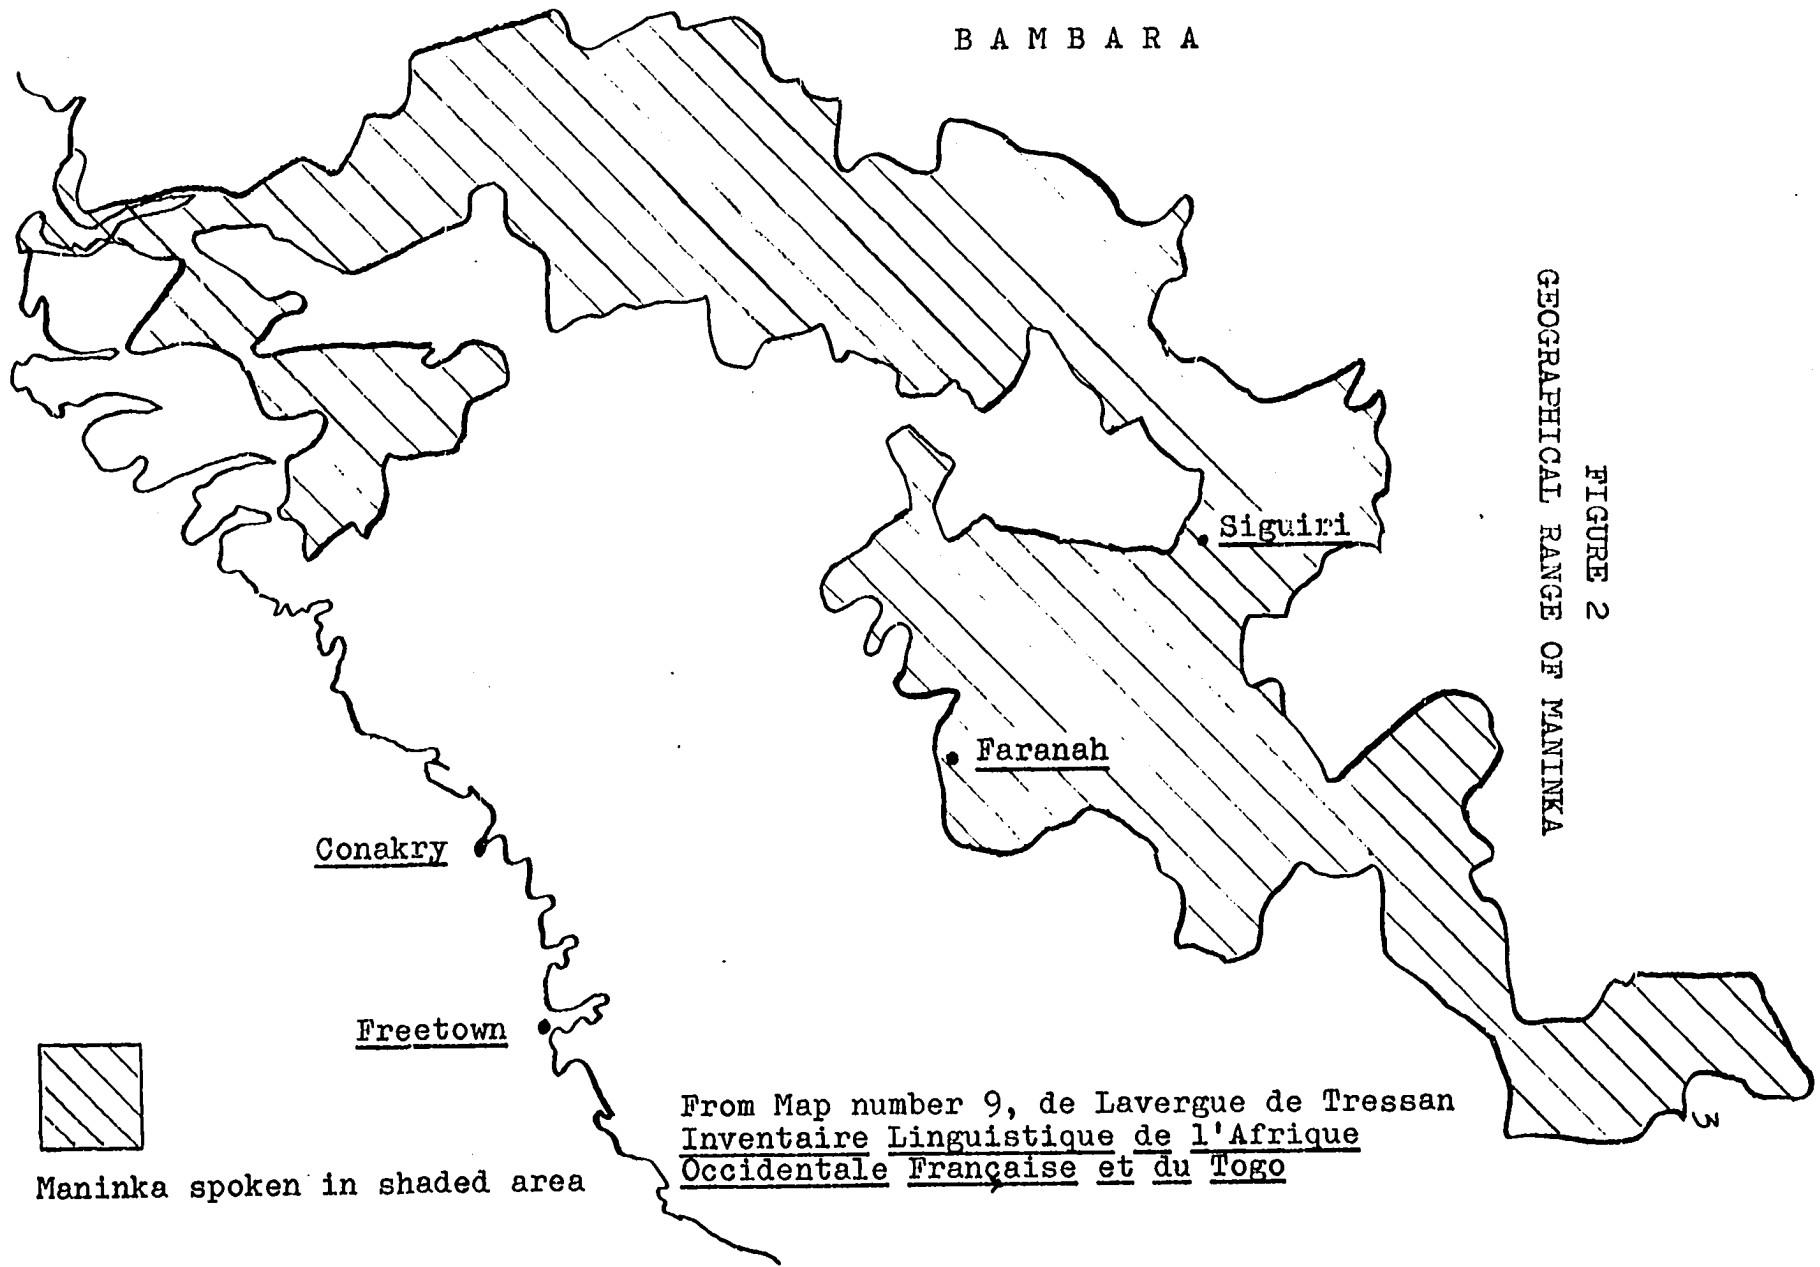 B A M B A R A
FIGURE 2
GEOGRAPHICAL RANGE OF MANINKA
Siguiri
Faranah
Conakry
Freetown
From Map number 9, de Lavergue de Tressan
Inventaire Linguistique de l'Afrique
Occidentale Française et du Togo
Maninka spoken in shaded area
3